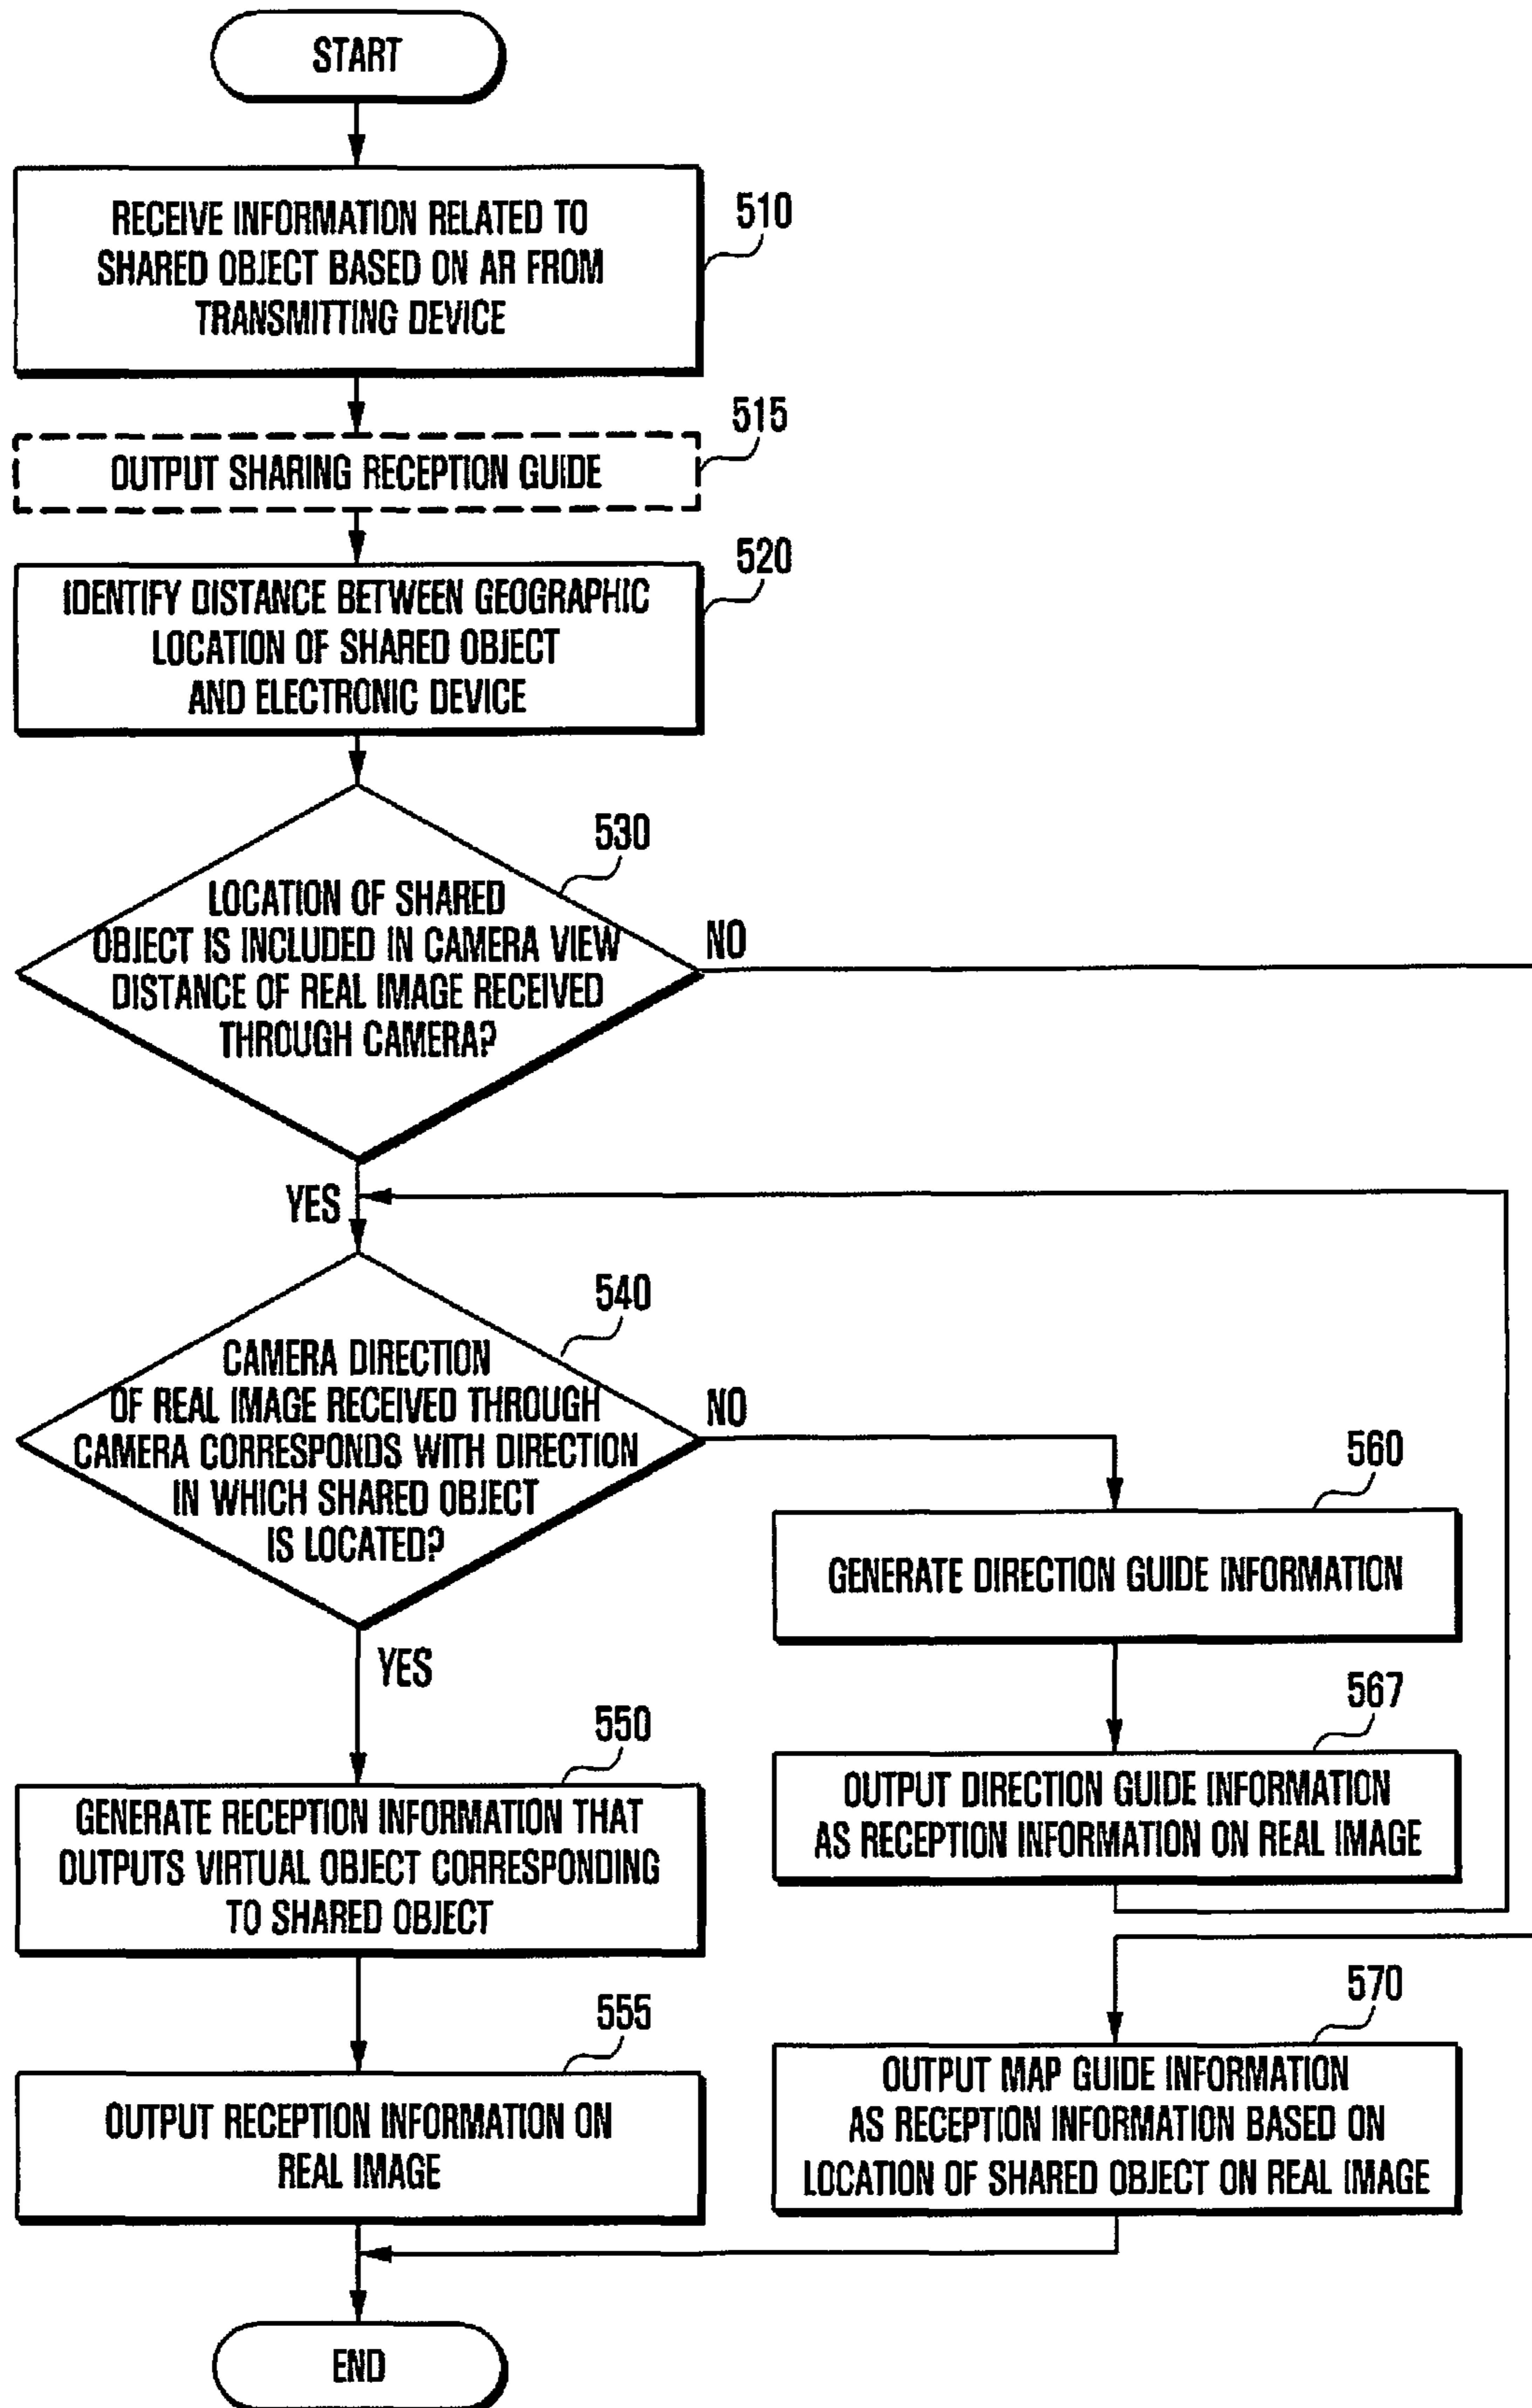 START
RECEIVE INFORMATION RELATED TO
SHARED OBJECT BASED ON AR FROM
TRANSMITTING DEVICE
510
OUTPUT SHARING RECEPTION GUIDE
515
IDENTIFY DISTANCE BETWEEN GEOGRAPHIC
LOCATION OF SHARED OBJECT
AND ELECTRONIC DEVICE
520
530
LOCATION OF SHARED
OBJECT IS INCLUDED IN CAMERA VIEW
DISTANCE OF REAL IMAGE RECEIVED
THROUGH CAMERA?
NO
YES
540
CAMERA DIRECTION
OF REAL IMAGE RECEIVED THROUGH
CAMERA CORRESPONDS WITH DIRECTION
IN WHICH SHARED OBJECT
IS LOCATED?
NO
YES
560
GENERATE DIRECTION GUIDE INFORMATION
567
OUTPUT DIRECTION GUIDE INFORMATION
AS RECEPTION INFORMATION ON REAL IMAGE
550
GENERATE RECEPTION INFORMATION THAT
OUTPUTS VIRTUAL OBJECT CORRESPONDING
TO SHARED OBJECT
555
OUTPUT RECEPTION INFORMATION ON
REAL IMAGE
570
OUTPUT MAP GUIDE INFORMATION
AS RECEPTION INFORMATION BASED ON
LOCATION OF SHARED OBJECT ON REAL IMAGE
END